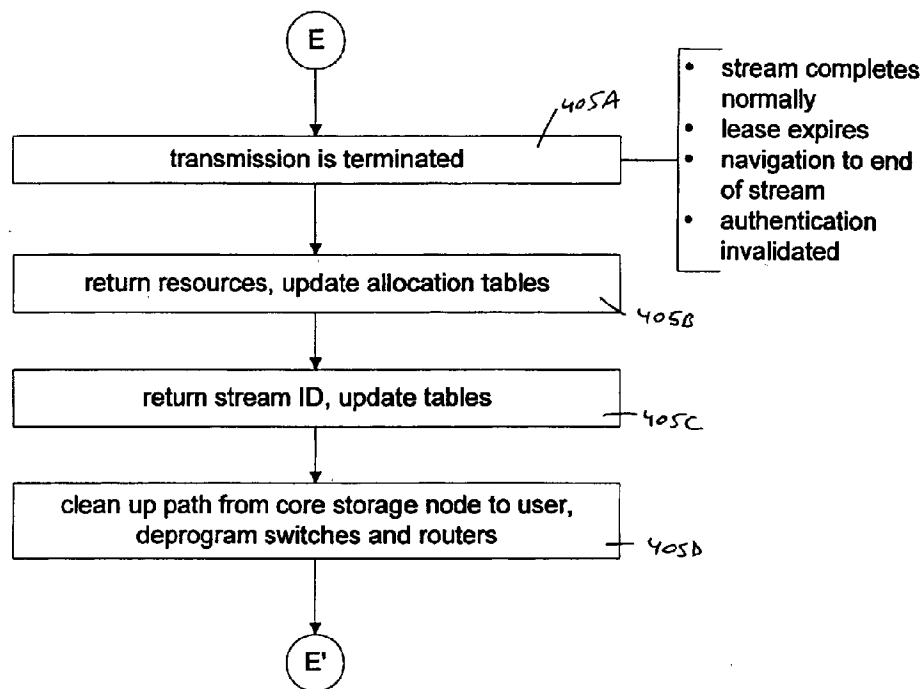 E
405A
transmission is terminated
• stream completes
normally
• lease expires
• navigation to end
of stream
• authentication
invalidated
return resources, update allocation tables
405B
return stream ID, update tables
405C
clean up path from core storage node to user,
deprogram switches and routers
405D
E'